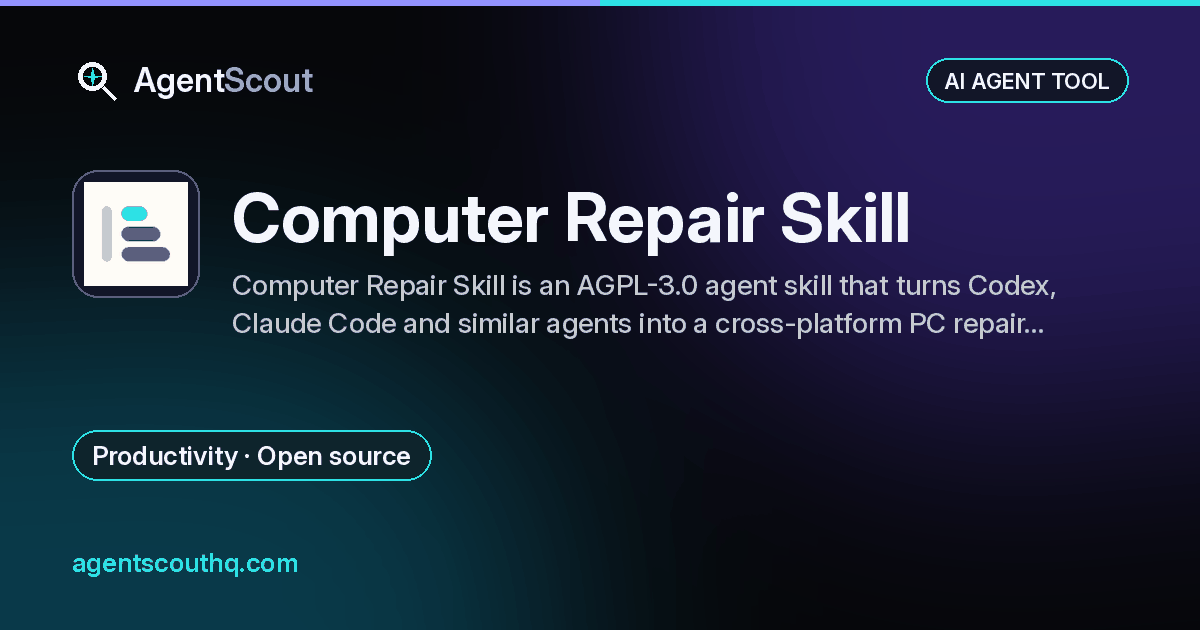 AgentScout
AI AGENT TOOL
Computer Repair Skill
Computer Repair Skill is an AGPL-3.0 agent skill that turns Codex,
Claude Code and similar agents into a cross-platform PC repair...
Productivity · Open source
agentscouthq.com